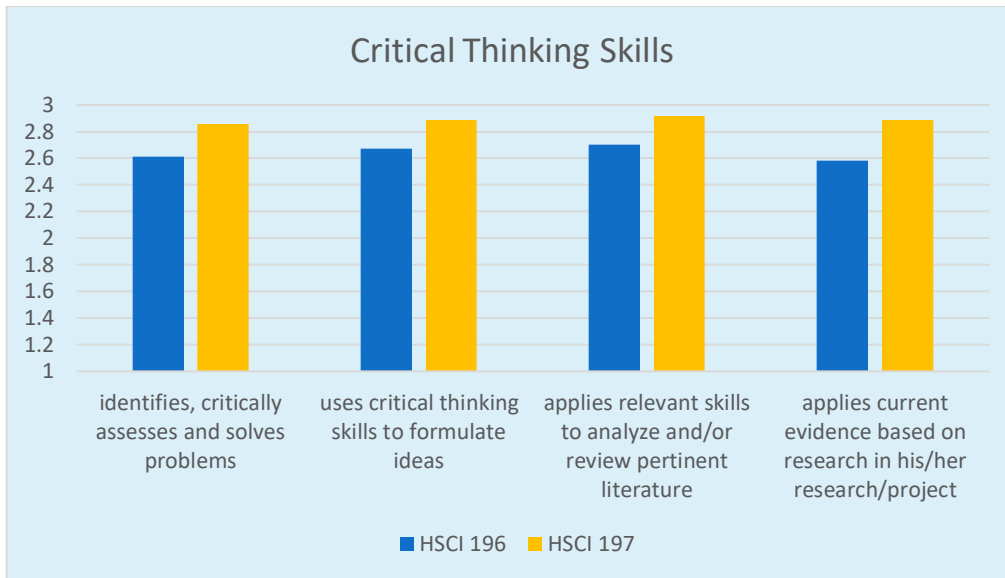 Critical Thinking Skills
3
2.8
2.6
2.4
2.2
2
1.8
1.6
1.4
1.2
1
identifies, critically
assesses and solves
problems
uses critical thinking
skills to formulate
ideas
applies relevant skills
to analyze and/or
review pertinent
literature
applies current
evidence based on
research in his/her
research/project
HSCI 196 HSCI 197